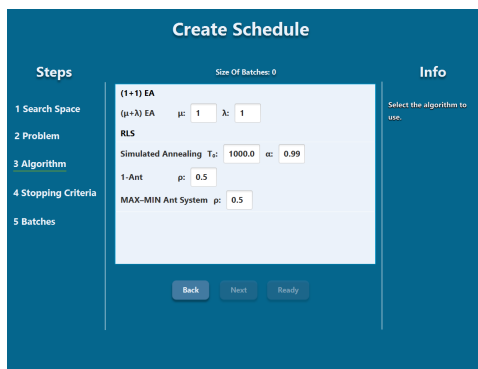 Create Schedule
Steps
1 Search Space
2 Problem
3 Algorithm
4 Stopping Criteria
5 Batches
Size Of Batches: 0
(1+1) EA
(μ+λ) EA μ: 1 λ: 1
RLS
Simulated Annealing T₀: 1000.0 α: 0.99
1-Ant ρ: 0.5
MAX–MIN Ant System ρ: 0.5
Back Next Ready
Info
Select the algorithm to
use.